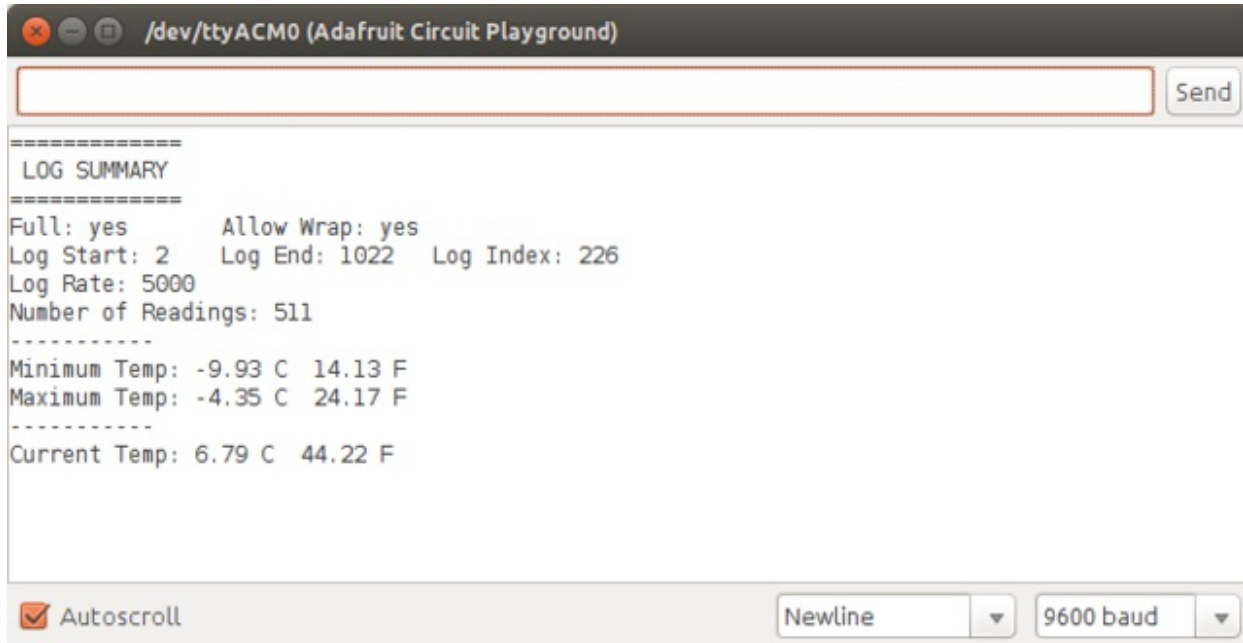 /dev/ttyACM0 (Adafruit Circuit Playground)
Send
=============
LOG SUMMARY
=============
Full: yes Allow Wrap: yes
Log Start: 2 Log End: 1022 Log Index: 226
Log Rate: 5000
Number of Readings: 511
-----------
Minimum Temp: -9.93 C 14.13 F
Maximum Temp: -4.35 C 24.17 F
-----------
Current Temp: 6.79 C 44.22 F
Autoscroll Newline 9600 baud